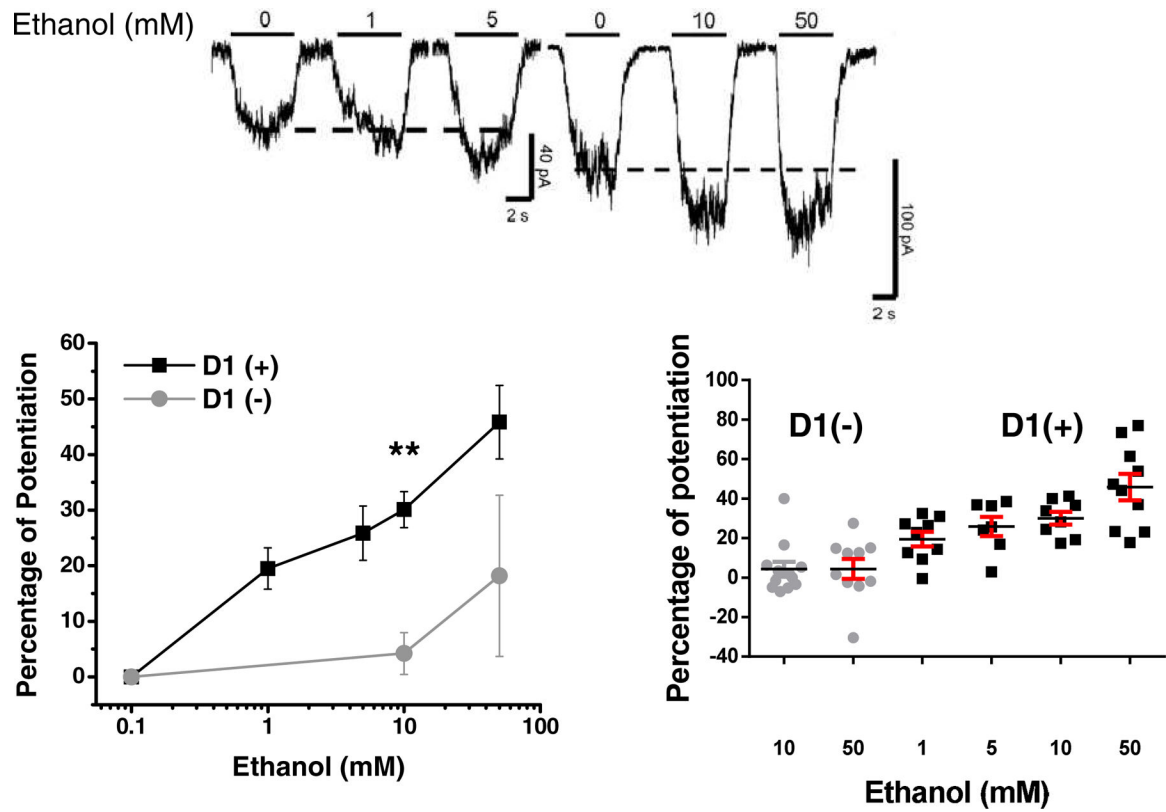 Ethanol (mM) 0 1 5 0 10 50
40 pA
2 s
100 pA
2 s
Percentage of Potentiation
60
50
40
30
20
10
0
D1 (+)
D1 (-)
**
0.1 1 10 100
Ethanol (mM)
Percentage of potentiation
100
80
60
40
20
0
-20
-40
D1(-) D1(+)
10 50 1 5 10 50
Ethanol (mM)